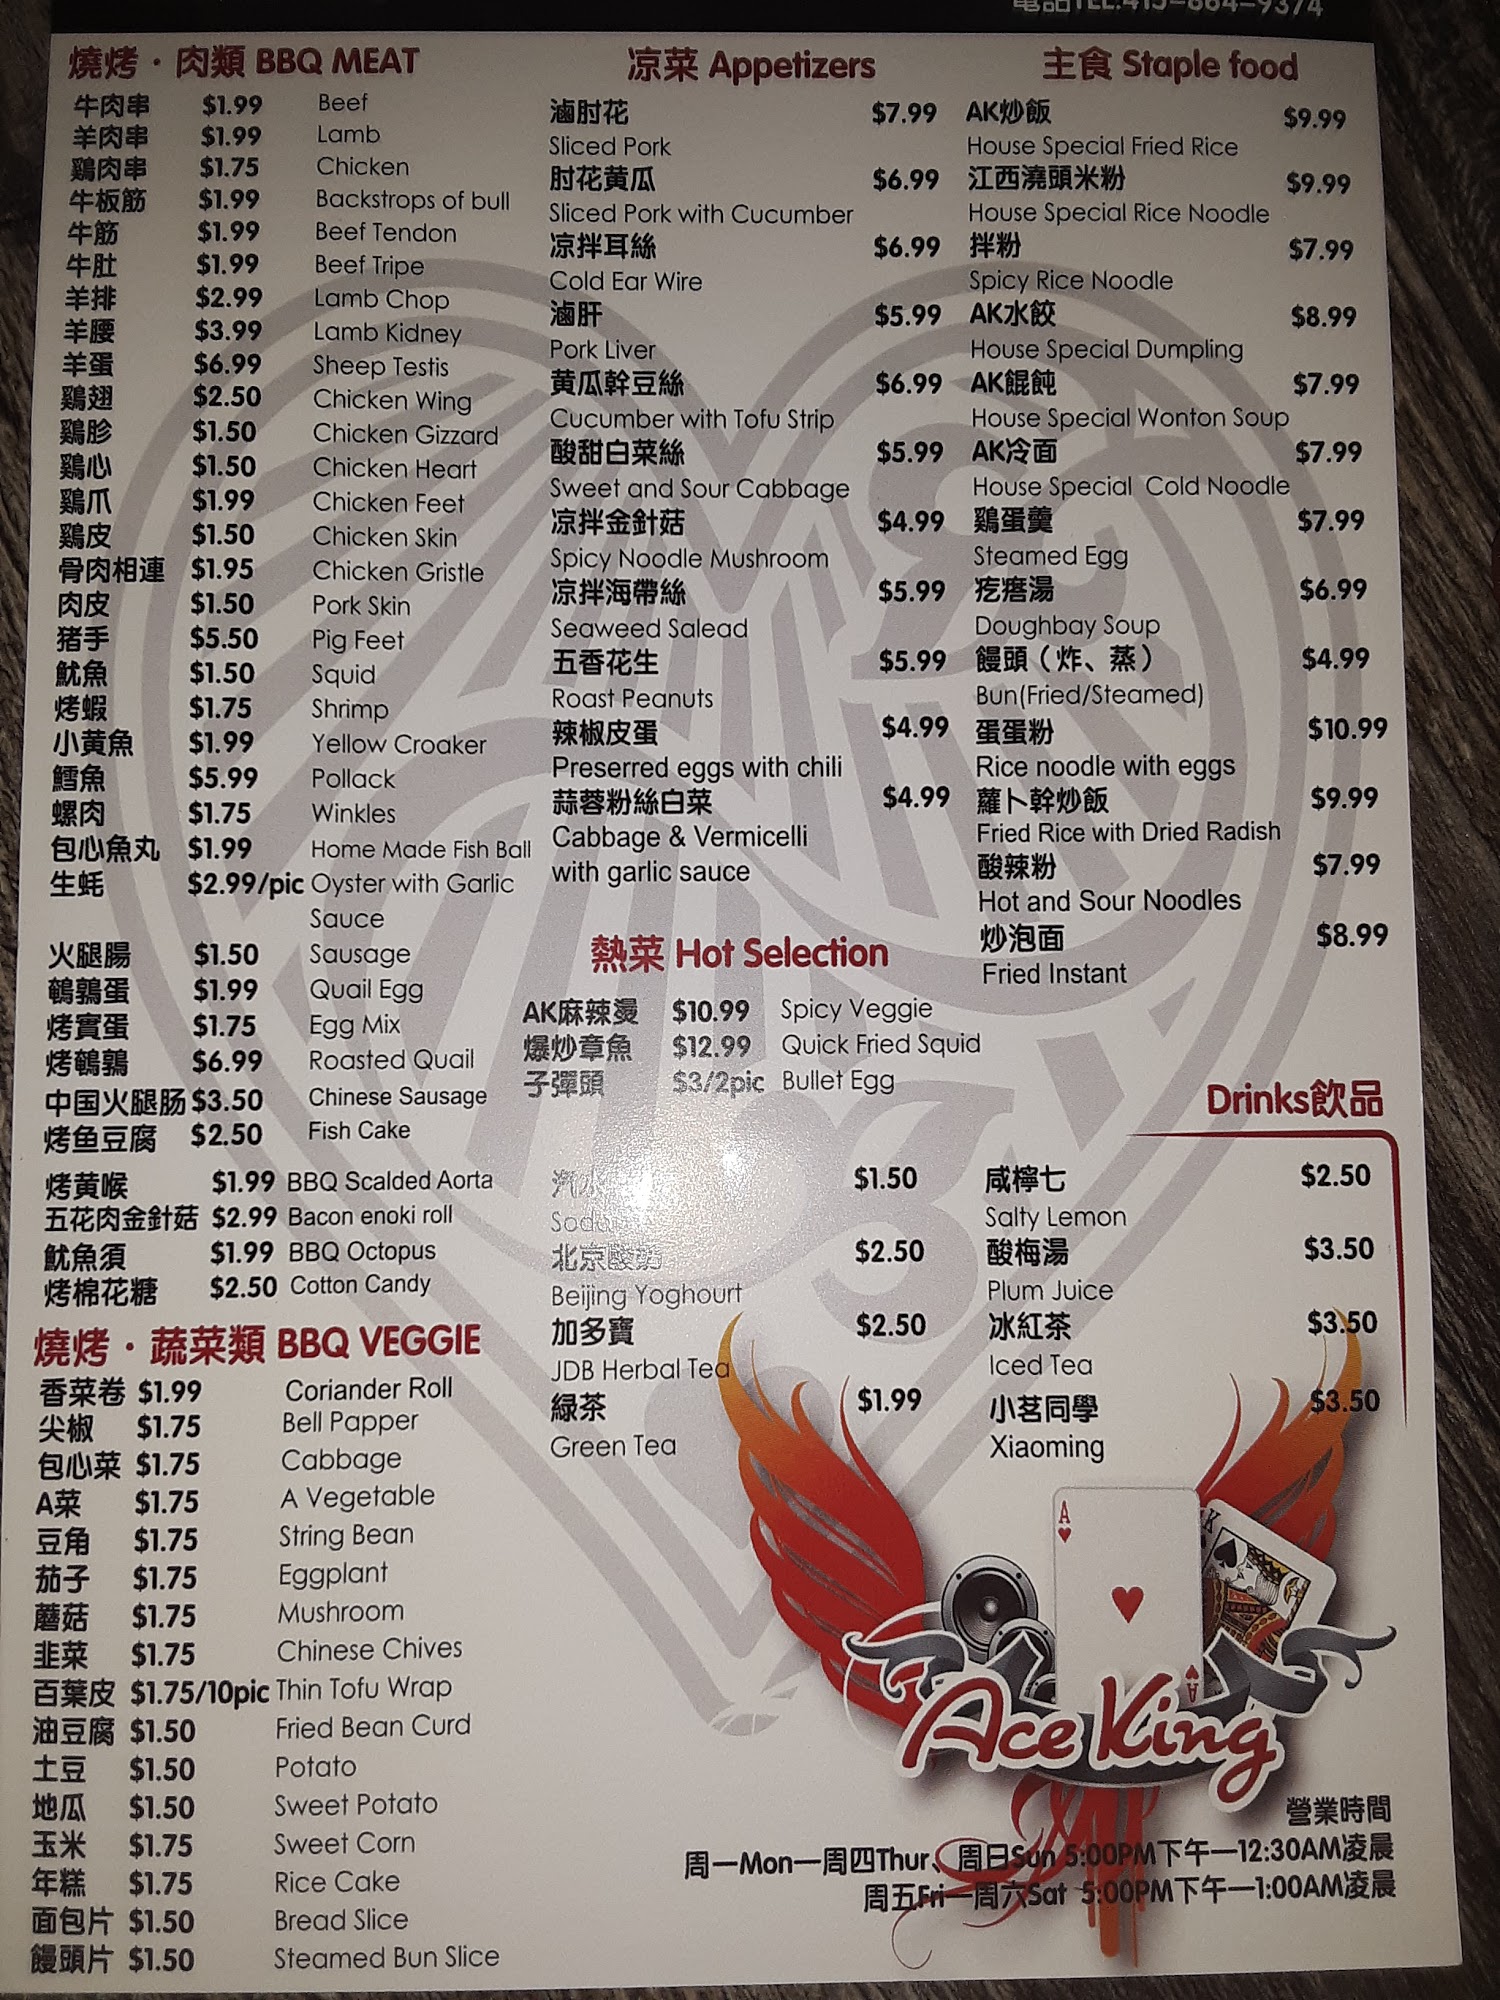 電話TEL:415-864-9374
燒烤·肉類 BBQ MEAT
牛肉串 $1.99 Beef
羊肉串 $1.99 Lamb
鷄肉串 $1.75 Chicken
牛板筋 $1.99 Backstrops of bull
牛筋 $1.99 Beef Tendon
牛肚 $1.99 Beef Tripe
羊排 $2.99 Lamb Chop
羊腰 $3.99 Lamb Kidney
羊蛋 $6.99 Sheep Testis
鷄翅 $2.50 Chicken Wing
鷄胗 $1.50 Chicken Gizzard
鷄心 $1.50 Chicken Heart
鷄爪 $1.99 Chicken Feet
鷄皮 $1.50 Chicken Skin
骨肉相連 $1.95 Chicken Gristle
肉皮 $1.50 Pork Skin
猪手 $5.50 Pig Feet
魷魚 $1.50 Squid
烤蝦 $1.75 Shrimp
小黄魚 $1.99 Yellow Croaker
鱈魚 $5.99 Pollack
螺肉 $1.75 Winkles
包心魚丸 $1.99 Home Made Fish Ball
生蚝 $2.99/pic Oyster with Garlic
Sauce
火腿腸 $1.50 Sausage
鵪鶉蛋 $1.99 Quail Egg
烤實蛋 $1.75 Egg Mix
烤鵪鶉 $6.99 Roasted Quail
中国火腿肠 $3.50 Chinese Sausage
烤鱼豆腐 $2.50 Fish Cake
烤黄喉 $1.99 BBQ Scalded Aorta
五花肉金針菇 $2.99 Bacon enoki roll
魷魚須 $1.99 BBQ Octopus
烤棉花糖 $2.50 Cotton Candy
燒烤·蔬菜類 BBQ VEGGIE
香菜卷 $1.99 Coriander Roll
尖椒 $1.75 Bell Papper
包心菜 $1.75 Cabbage
A菜 $1.75 A Vegetable
豆角 $1.75 String Bean
茄子 $1.75 Eggplant
蘑菇 $1.75 Mushroom
韭菜 $1.75 Chinese Chives
百葉皮 $1.75/10pic Thin Tofu Wrap
油豆腐 $1.50 Fried Bean Curd
土豆 $1.50 Potato
地瓜 $1.50 Sweet Potato
玉米 $1.75 Sweet Corn
年糕 $1.75 Rice Cake
面包片 $1.50 Bread Slice
饅頭片 $1.50 Steamed Bun Slice
凉菜 Appetizers
滷肘花 $7.99
Sliced Pork
肘花黄瓜 $6.99
Sliced Pork with Cucumber
凉拌耳絲 $6.99
Cold Ear Wire
滷肝 $5.99
Pork Liver
黄瓜幹豆絲 $6.99
Cucumber with Tofu Strip
酸甜白菜絲 $5.99
Sweet and Sour Cabbage
凉拌金針菇 $4.99
Spicy Noodle Mushroom
凉拌海帶絲 $5.99
Seaweed Salead
五香花生 $5.99
Roast Peanuts
辣椒皮蛋 $4.99
Preserred eggs with chili
蒜蓉粉絲白菜 $4.99
Cabbage & Vermicelli
with garlic sauce
熱菜 Hot Selection
AK麻辣燙 $10.99 Spicy Veggie
爆炒章魚 $12.99 Quick Fried Squid
子彈頭 $3/2pic Bullet Egg
主食 Staple food
AK炒飯 $9.99
House Special Fried Rice
江西澆頭米粉 $9.99
House Special Rice Noodle
拌粉 $7.99
Spicy Rice Noodle
AK水餃 $8.99
House Special Dumpling
AK餛飩 $7.99
House Special Wonton Soup
AK冷面 $7.99
House Special Cold Noodle
鷄蛋羹 $7.99
Steamed Egg
疙瘩湯 $6.99
Doughbay Soup
饅頭（炸、蒸） $4.99
Bun(Fried/Steamed)
蛋蛋粉 $10.99
Rice noodle with eggs
蘿卜幹炒飯 $9.99
Fried Rice with Dried Radish
酸辣粉 $7.99
Hot and Sour Noodles
炒泡面 $8.99
Fried Instant
Drinks飲品
汽水 $1.50
Soda
北京酸奶 $2.50
Beijing Yoghourt
加多寶 $2.50
JDB Herbal Tea
緑茶 $1.99
Green Tea
咸檸七 $2.50
Salty Lemon
酸梅湯 $3.50
Plum Juice
冰紅茶 $3.50
Iced Tea
小茗同學 $3.50
Xiaoming
A
K
A
Ace King
營業時間
周一Mon一周四Thur、周日Sun 5:00PM下午一12:30AM凌晨
周五Fri一周六Sat 5:00PM下午一1:00AM凌晨